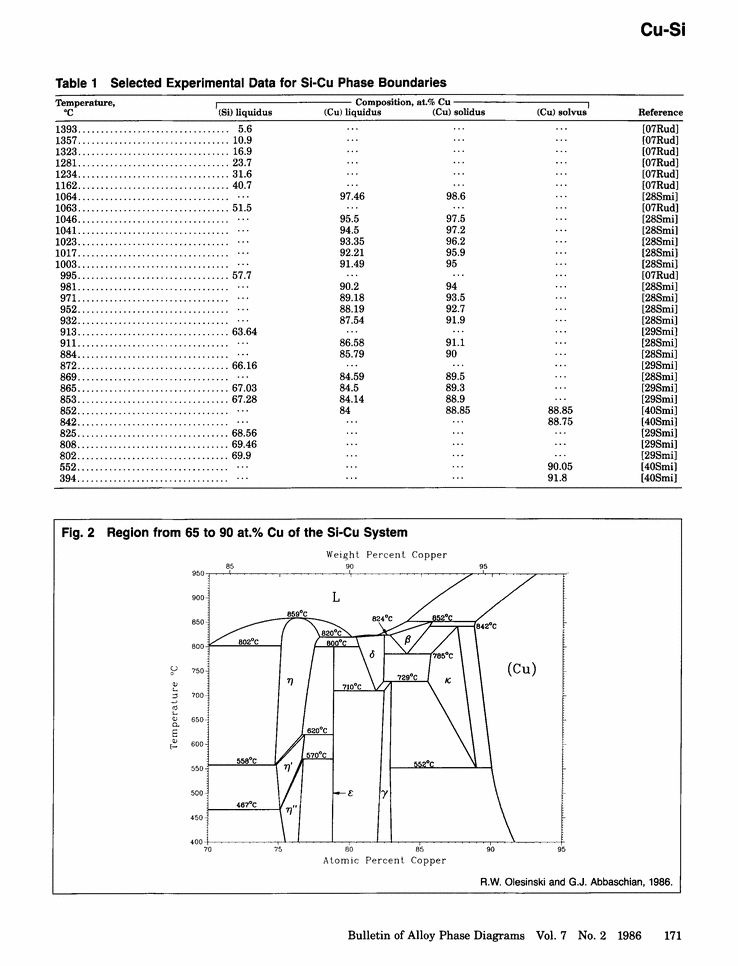 Cu-Si
Table 1 Selected Experimental Data for Si-Cu Phase Boundaries
Temperature, Composition, at.% Cu
°C (Si) liquidus (Cu) liquidus (Cu) solidus (Cu) solvus Reference
1393 5.6 ... ... ... [07Rud]
1357 10.9 ... ... ... [07Rud]
1323 16.9 ... ... ... [07Rud]
1281 23.7 ... ... ... [07Rud]
1234 31.6 ... ... ... [07Rud]
1162 40.7 ... ... ... [07Rud]
1064 ... 97.46 98.6 ... [28Smi]
1063 51.5 ... ... ... [07Rud]
1046 ... 95.5 97.5 ... [28Smi]
1041 ... 94.5 97.2 ... [28Smi]
1023 ... 93.35 96.2 ... [28Smi]
1017 ... 92.21 95.9 ... [28Smi]
1003 ... 91.49 95 ... [28Smi]
995 57.7 ... ... ... [07Rud]
981 ... 90.2 94 ... [28Smi]
971 ... 89.18 93.5 ... [28Smi]
952 ... 88.19 92.7 ... [28Smi]
932 ... 87.54 91.9 ... [28Smi]
913 63.64 ... ... ... [29Smi]
911 ... 86.58 91.1 ... [28Smi]
884 ... 85.79 90 ... [28Smi]
872 66.16 ... ... ... [29Smi]
869 ... 84.59 89.5 ... [28Smi]
865 67.03 84.5 89.3 ... [29Smi]
853 67.28 84.14 88.9 ... [29Smi]
852 ... 84 88.85 88.85 [40Smi]
842 ... ... ... 88.75 [40Smi]
825 68.56 ... ... ... [29Smi]
808 69.46 ... ... ... [29Smi]
802 69.9 ... ... ... [29Smi]
552 ... ... ... 90.05 [40Smi]
394 ... ... ... 91.8 [40Smi]
Fig. 2 Region from 65 to 90 at.% Cu of the Si-Cu System
Weight Percent Copper
85 90 95
950
900
850
800
750
700
650
600
550
500
450
400
Temperature °C
L
859°C
824°C
852°C
842°C
820°C
802°C
800°C
β
δ
785°C
(Cu)
η
729°C
κ
710°C
620°C
570°C
558°C
η'
552°C
ε
γ
467°C
η''
70 75 80 85 90 95
Atomic Percent Copper
R.W. Olesinski and G.J. Abbaschian, 1986.
Bulletin of Alloy Phase Diagrams Vol. 7 No. 2 1986 171